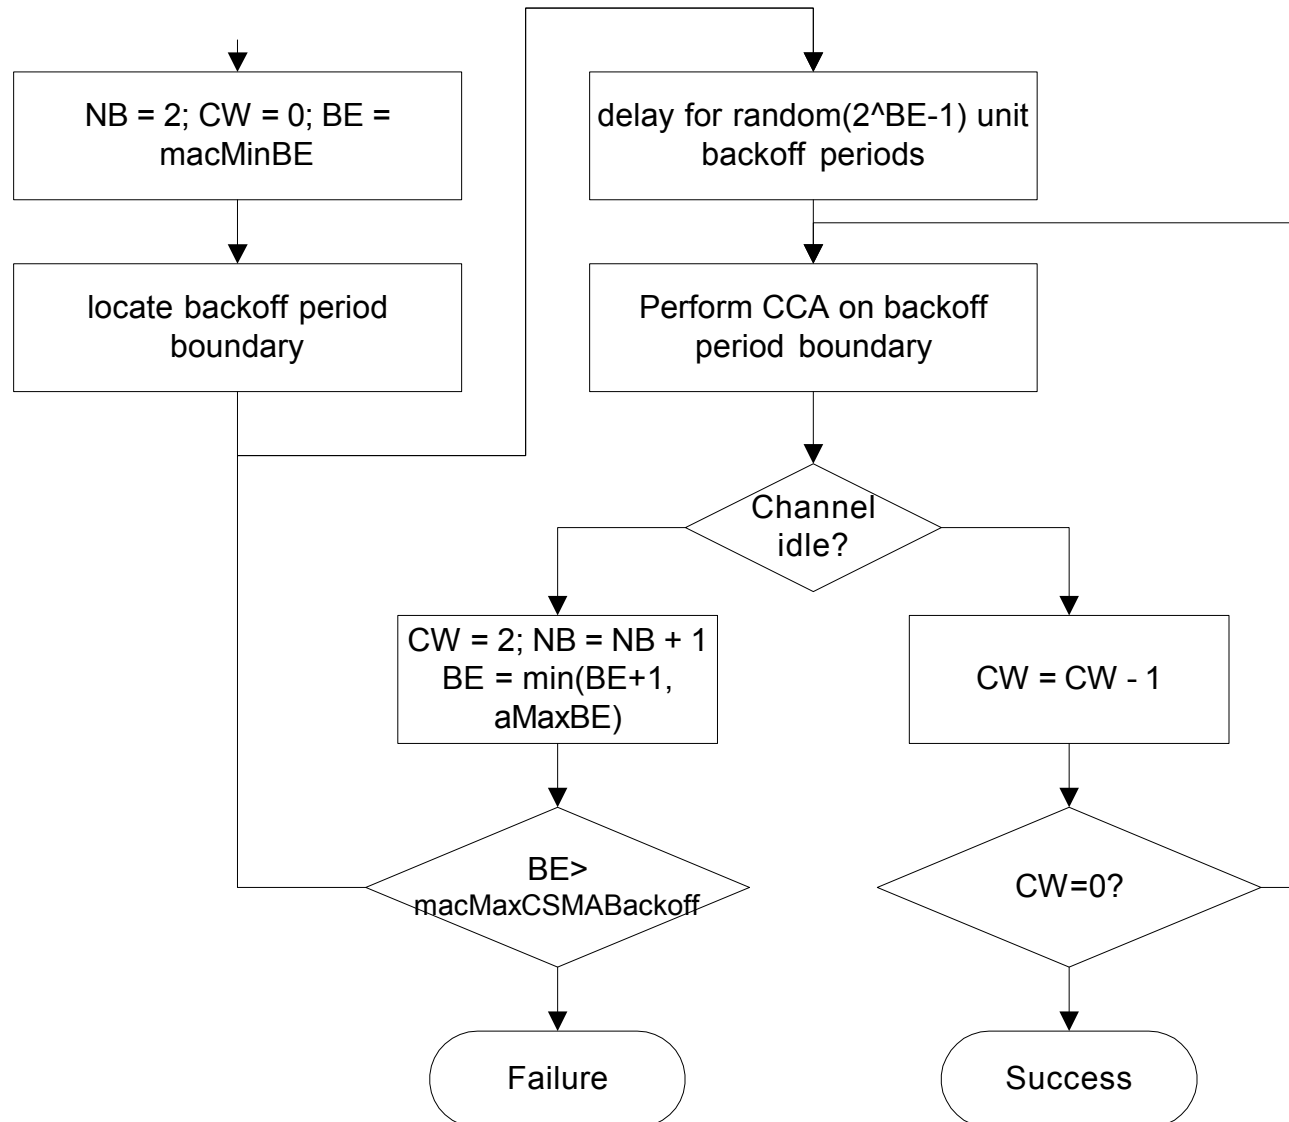 NB = 2; CW = 0; BE =
macMinBE
locate backoff period
boundary
delay for random(2^BE-1) unit
backoff periods
Perform CCA on backoff
period boundary
Channel
idle?
CW = 2; NB = NB + 1
BE = min(BE+1,
aMaxBE)
CW = CW - 1
BE>
macMaxCSMABackoff
CW=0?
Failure
Success